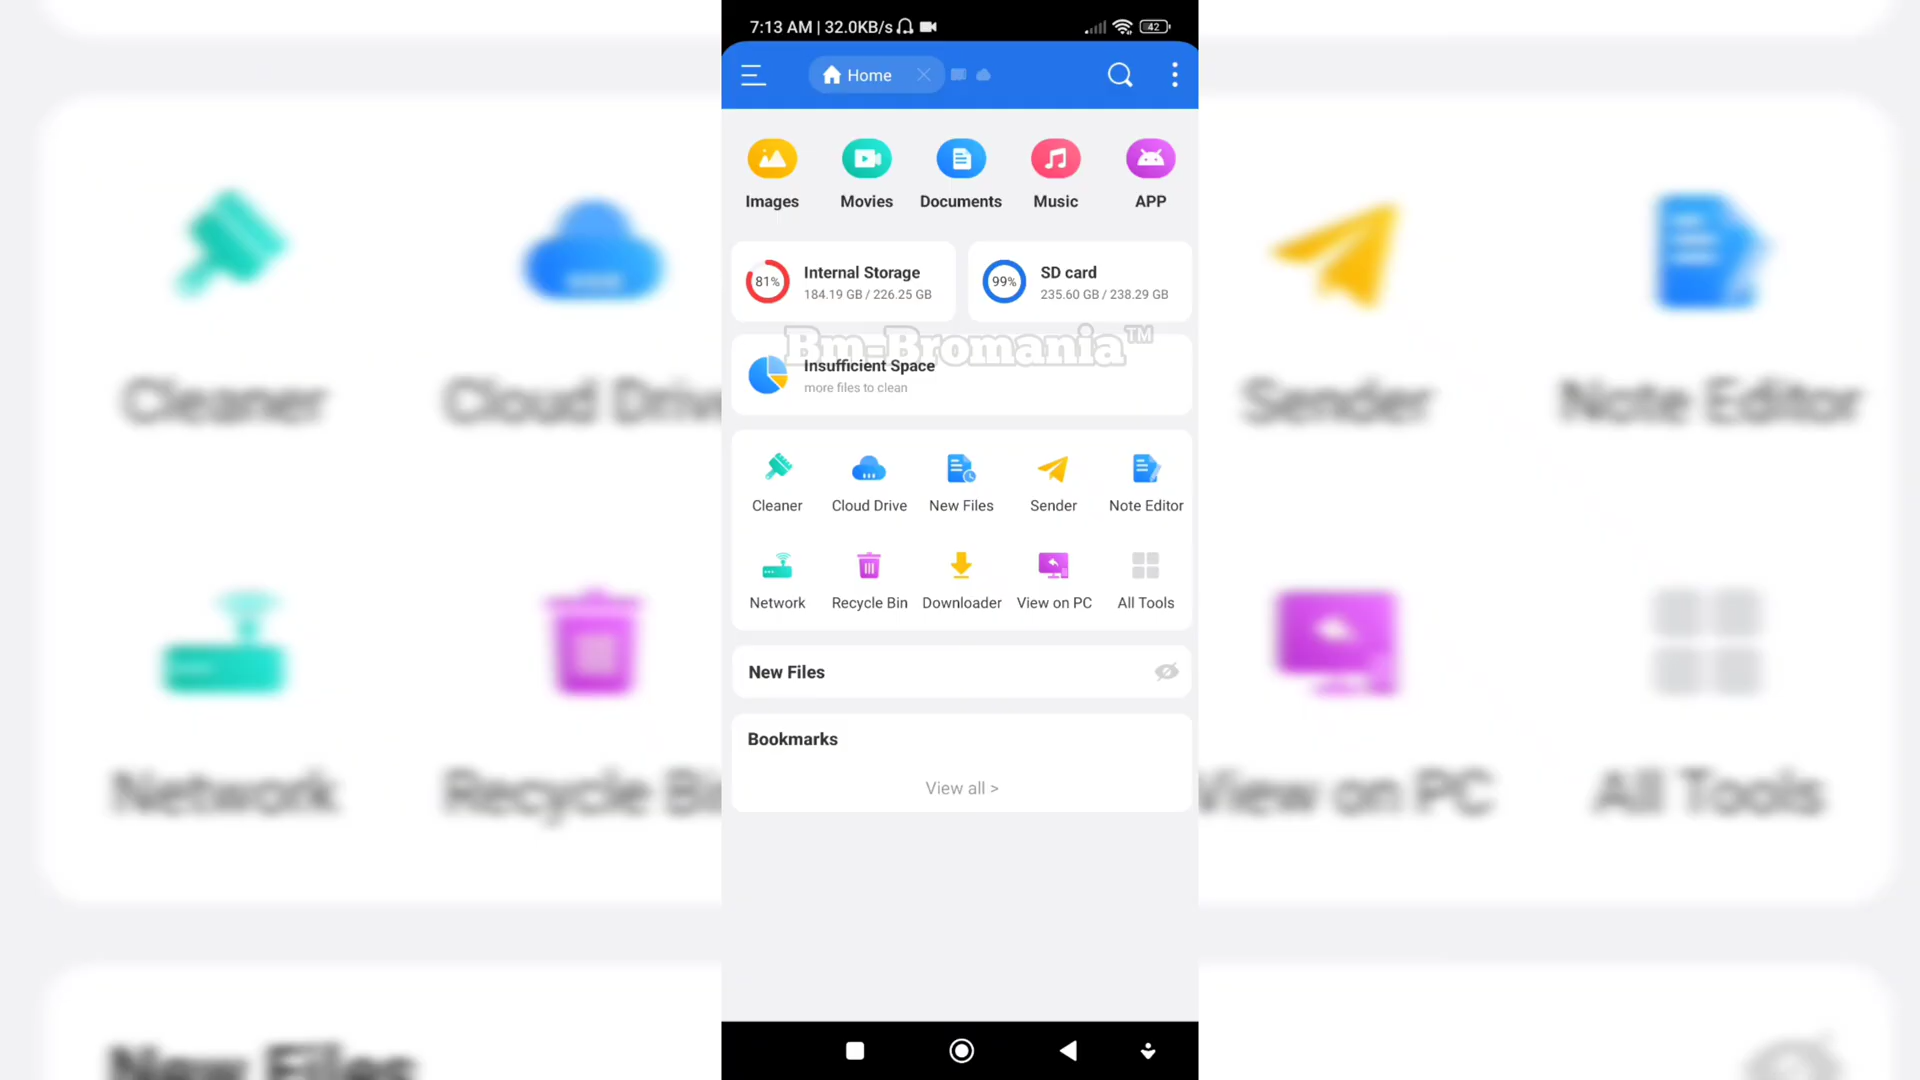 7:13 AM | 32.0KB/s 42
Home
Images Movies Documents Music APP
81% Internal Storage 99% SD card
184.19 GB / 226.25 GB 235.60 GB / 238.29 GB
Bm-Bromania™
Insufficient Space
more files to clean
Cleaner Cloud Drive New Files Sender Note Editor
Network Recycle Bin Downloader View on PC All Tools
New Files
Bookmarks
View all >
Cleaner Cloud Drive Sender Note Editor
Network Recycle Bin View on PC All Tools
New Files